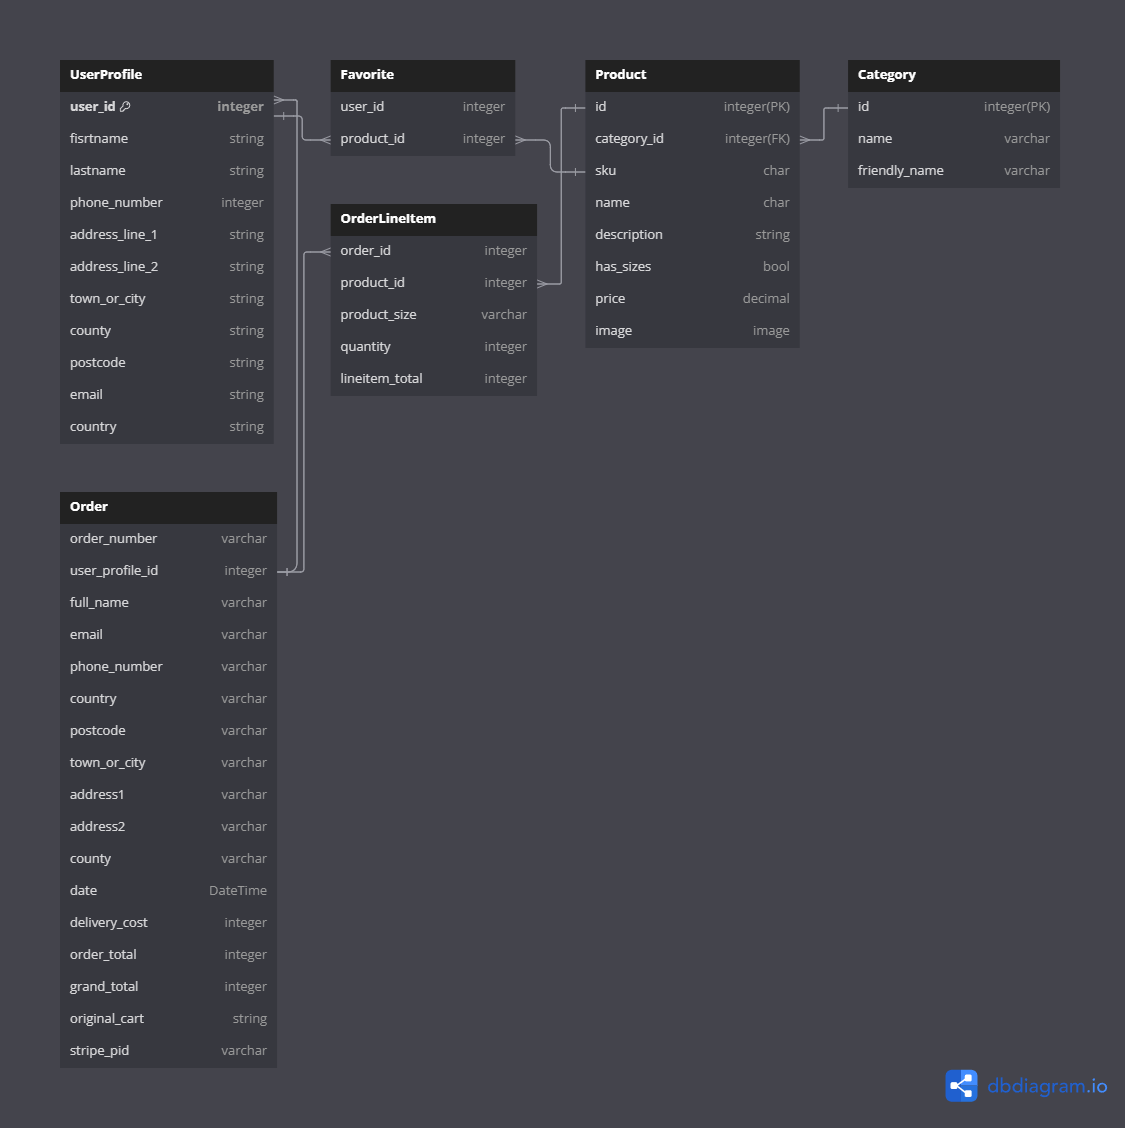 UserProfile
user_id integer
fisrtname string
lastname string
phone_number integer
address_line_1 string
address_line_2 string
town_or_city string
county string
postcode string
email string
country string
Favorite
user_id integer
product_id integer
OrderLineItem
order_id integer
product_id integer
product_size varchar
quantity integer
lineitem_total integer
Product
id integer(PK)
category_id integer(FK)
sku char
name char
description string
has_sizes bool
price decimal
image image
Category
id integer(PK)
name varchar
friendly_name varchar
Order
order_number varchar
user_profile_id integer
full_name varchar
email varchar
phone_number varchar
country varchar
postcode varchar
town_or_city varchar
address1 varchar
address2 varchar
county varchar
date DateTime
delivery_cost integer
order_total integer
grand_total integer
original_cart string
stripe_pid varchar
dbdiagram.io